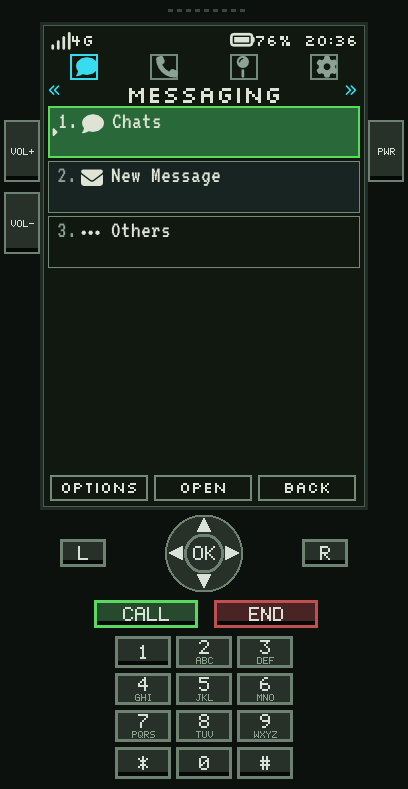 4G 76% 20:36
« »
MESSAGING
1. Chats
VOL+ PWR
2. New Message
VOL-
3. ••• Others
OPTIONS OPEN BACK
L OK R
CALL END
1 2 ABC 3 DEF
4 GHI 5 JKL 6 MNO
7 PQRS 8 TUV 9 WXYZ
* 0 #